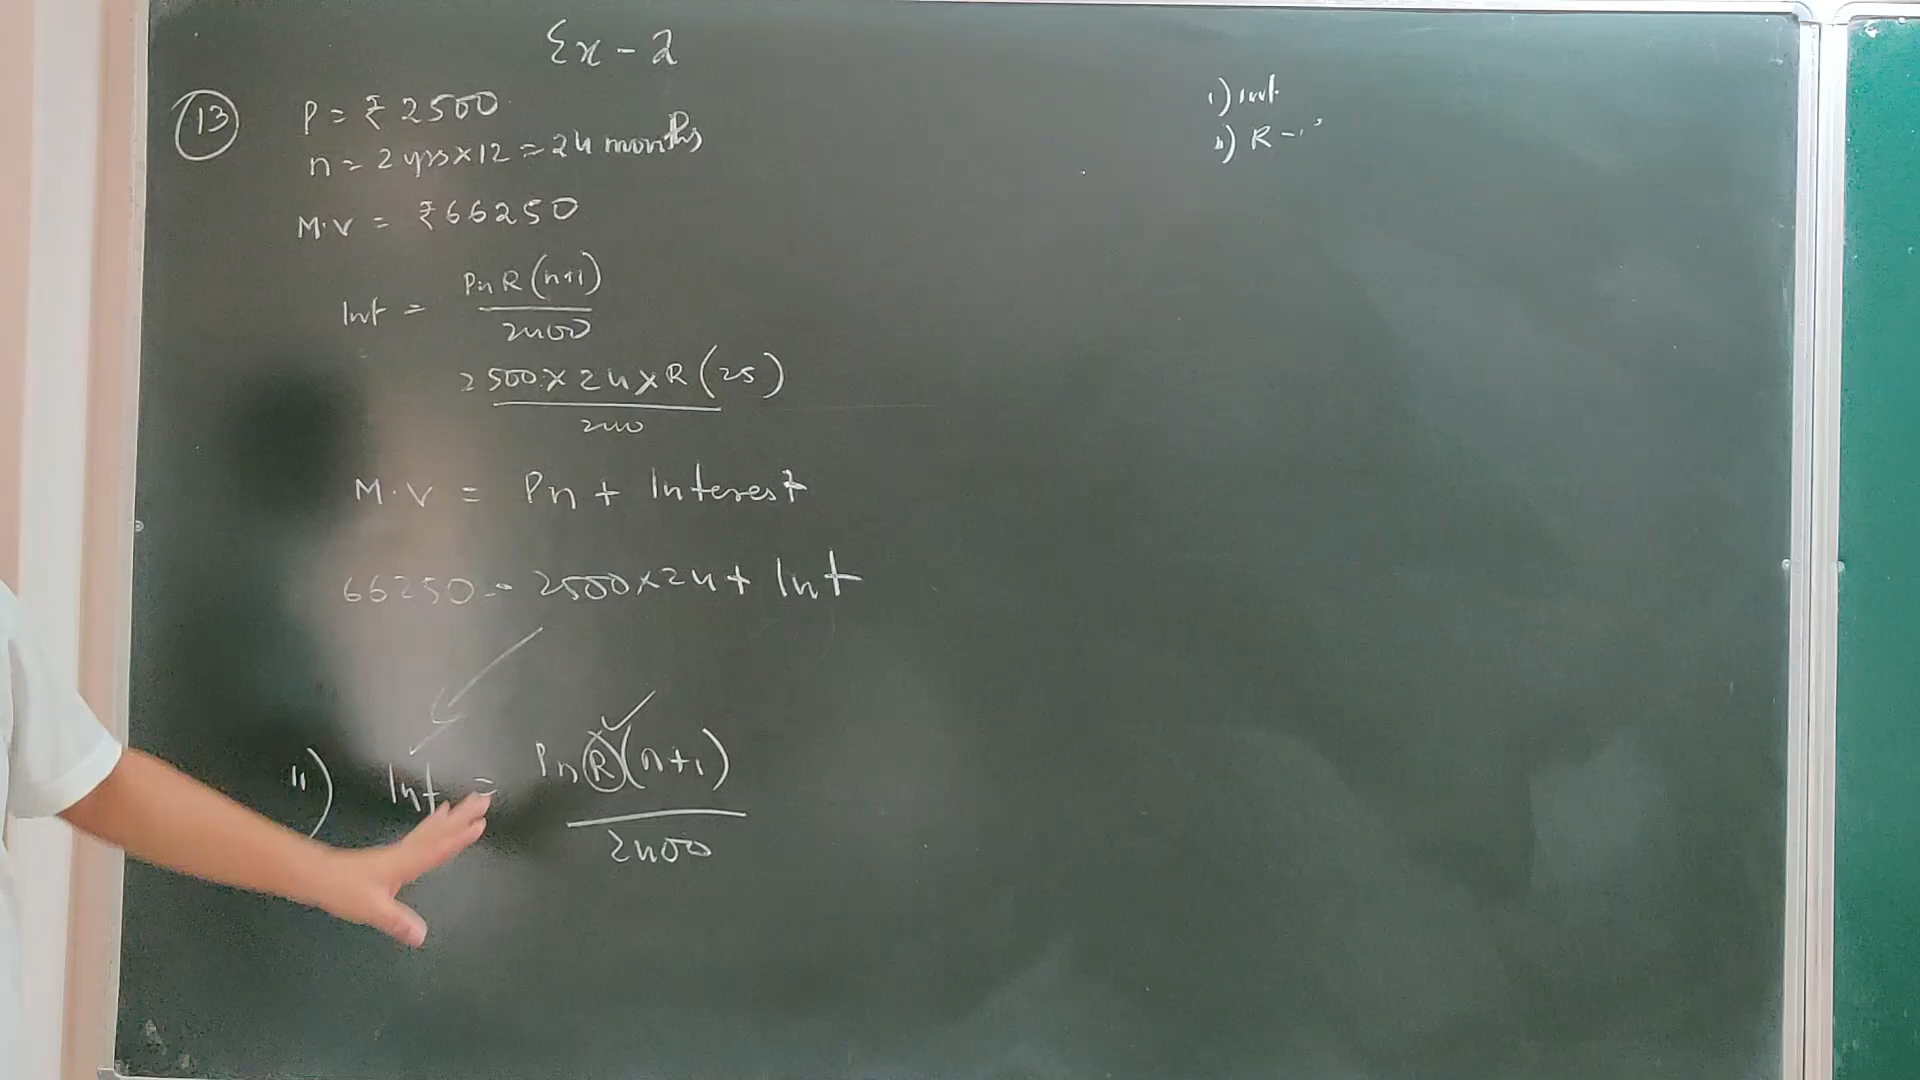 Ex - 2
13
P = ₹ 2500
n = 2 yrs × 12 = 24 months
M.V = ₹ 66250
Int = PnR(n+1)
2400
2500 × 24 × R (25)
2400
M.V = Pn + Interest
66250 = 2500 × 24 + Int
ii) Int = PnR(n+1)
2400
i) Int
ii) R